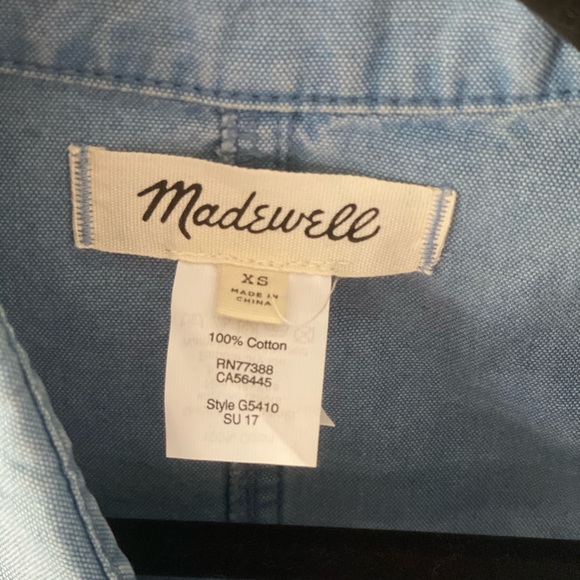 Madewell
XS
MADE IN
CHINA
100% Cotton
RN77388
CA56445
Style G5410
SU 17